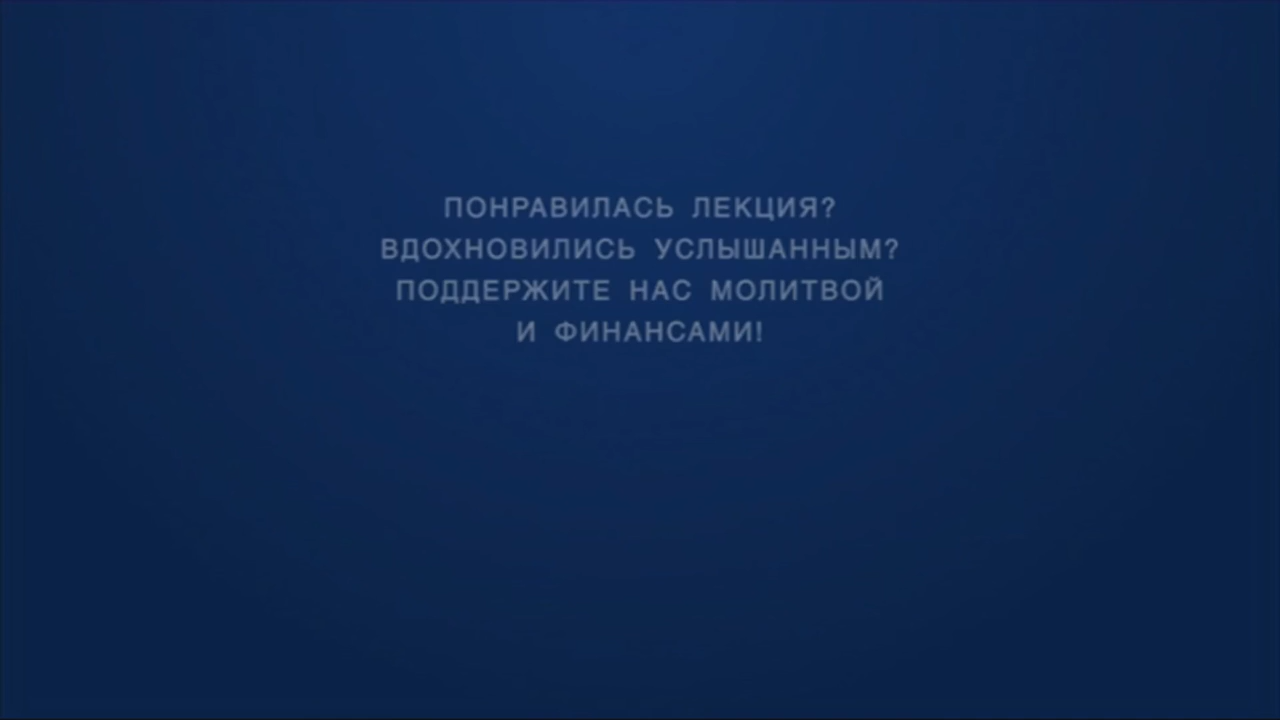 ПОНРАВИЛАСЬ ЛЕКЦИЯ?
ВДОХНОВИЛИСЬ УСЛЫШАННЫМ?
ПОДДЕРЖИТЕ НАС МОЛИТВОЙ
И ФИНАНСАМИ!